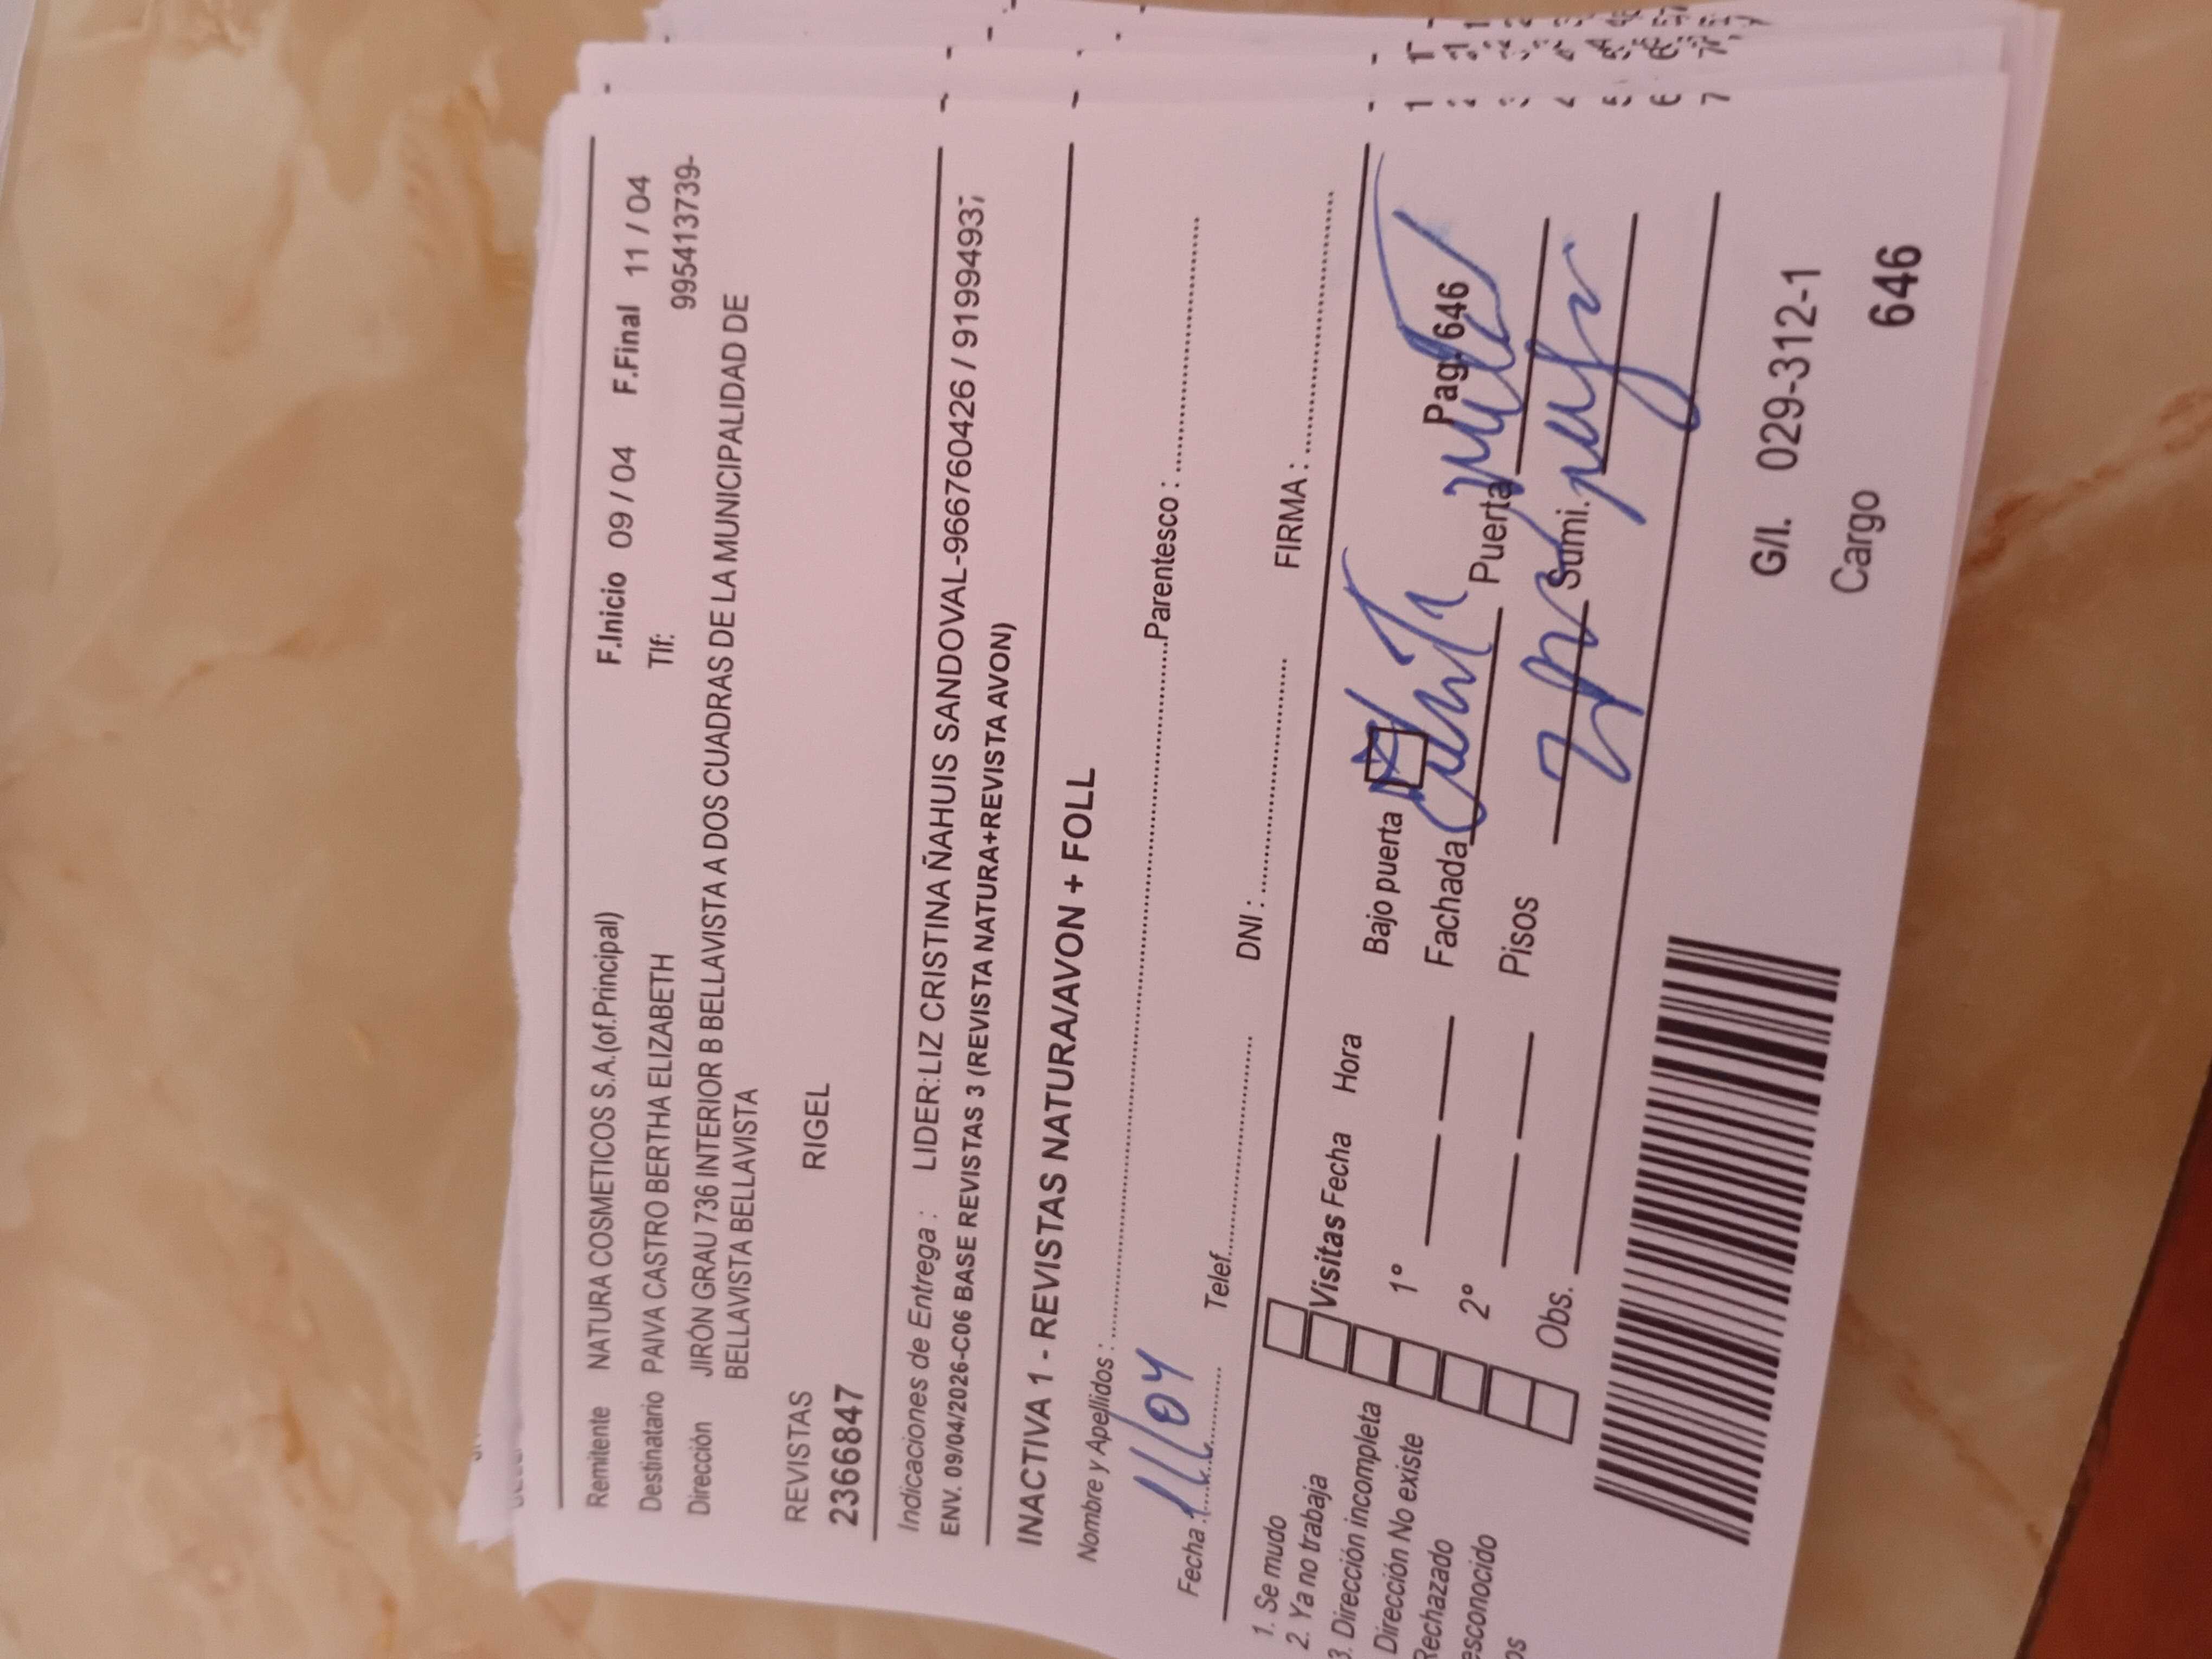 Remitente NATURA COSMETICOS S.A.(of.Principal) F.Inicio 09 / 04 F.Final 11 / 04
Destinatario PAIVA CASTRO BERTHA ELIZABETH Tlf: 995413739-
Dirección JIRÓN GRAU 736 INTERIOR B BELLAVISTA A DOS CUADRAS DE LA MUNICIPALIDAD DE
BELLAVISTA BELLAVISTA
REVISTAS RIGEL
2366847
Indicaciones de Entrega : LIDER:LIZ CRISTINA ÑAHUIS SANDOVAL-966760426 / 9199493
ENV. 09/04/2026-C06 BASE REVISTAS 3 (REVISTA NATURA+REVISTA AVON)
INACTIVA 1 - REVISTAS NATURA/AVON + FOLL
Nombre y Apellidos : Parentesco :
Fecha : 11/04 Telef. DNI : FIRMA :
1. Se mudo
2. Ya no trabaja
3. Dirección incompleta
Dirección No existe
Rechazado
esconocido
os
Visitas Fecha Hora
1°
2°
Obs.
Bajo puerta
Fachada Puerta Pag. 646
Pisos Sumi.
G/I. 029-312-1
Cargo 646
1
7